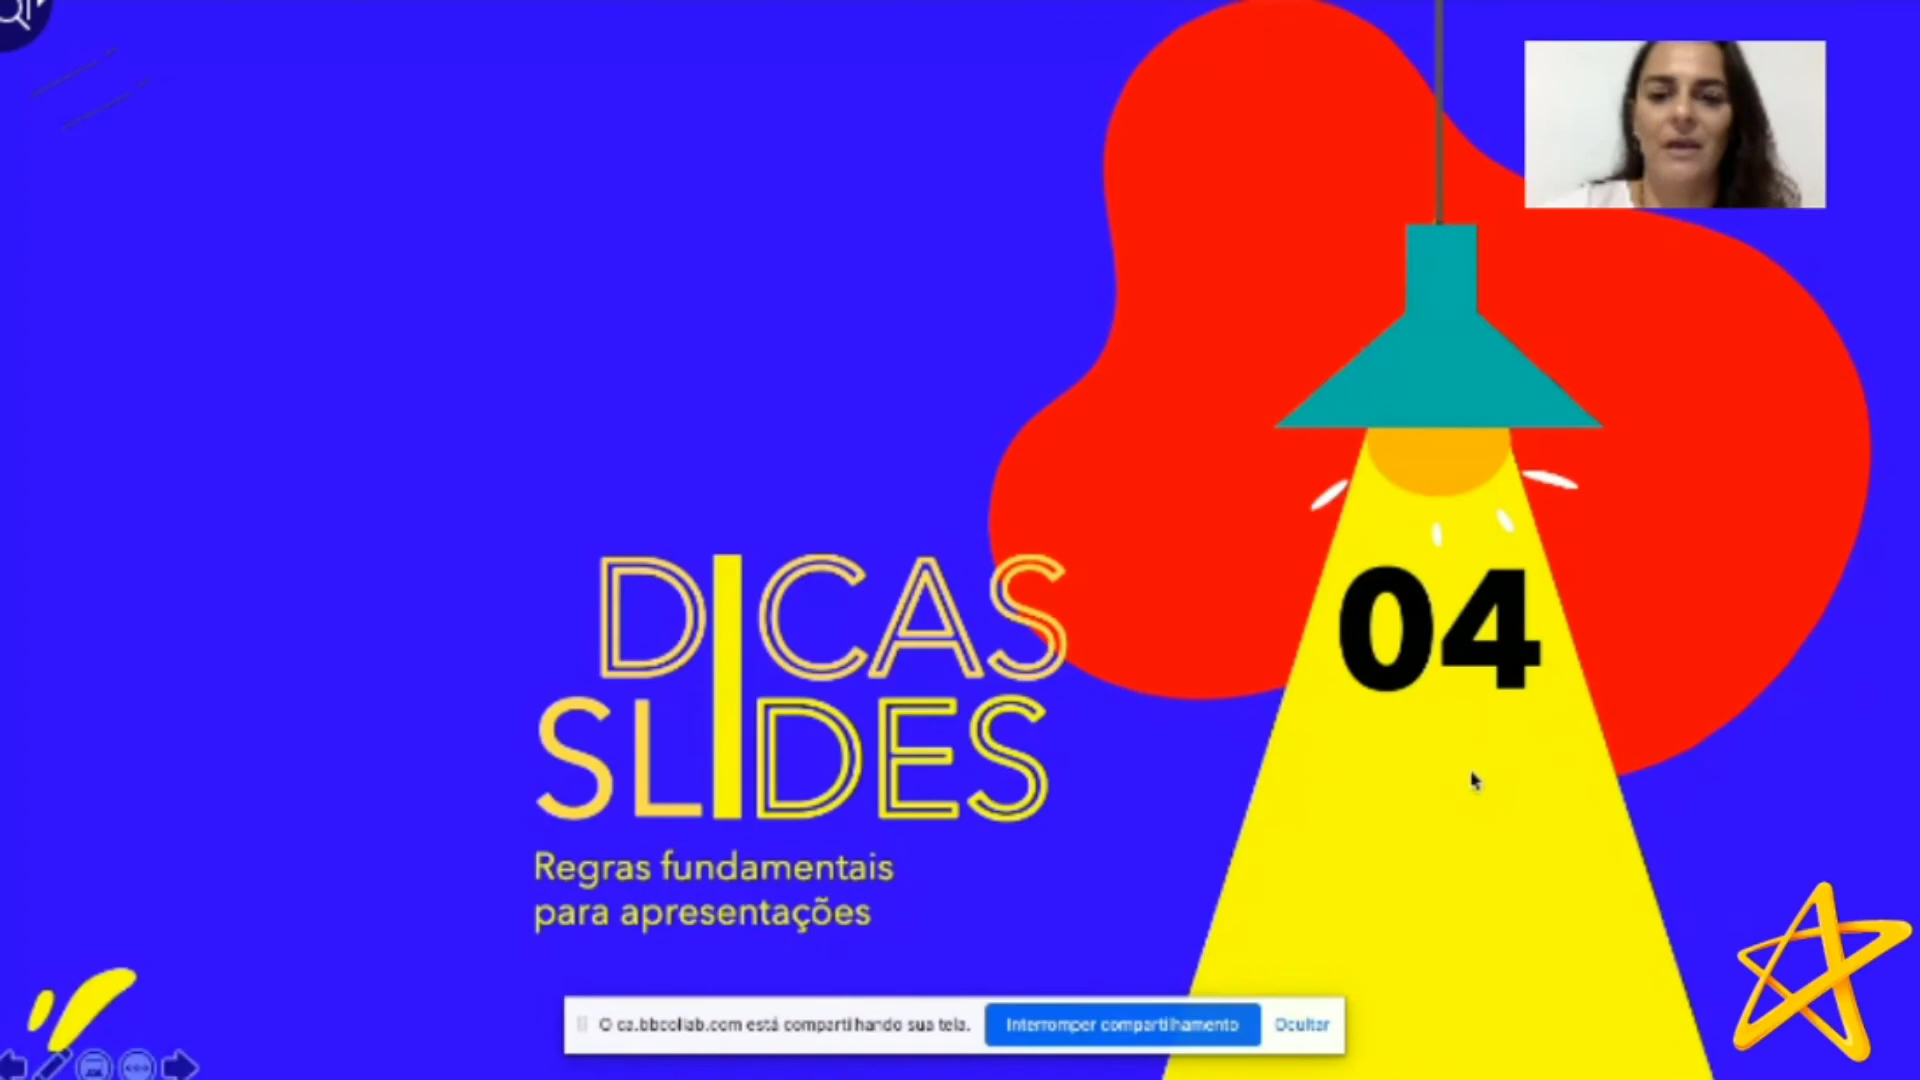 DICAS
SLIDES
Regras fundamentais
para apresentações
04
O ca.bbcollab.com está compartilhando sua tela.
Interromper compartilhamento
Ocultar